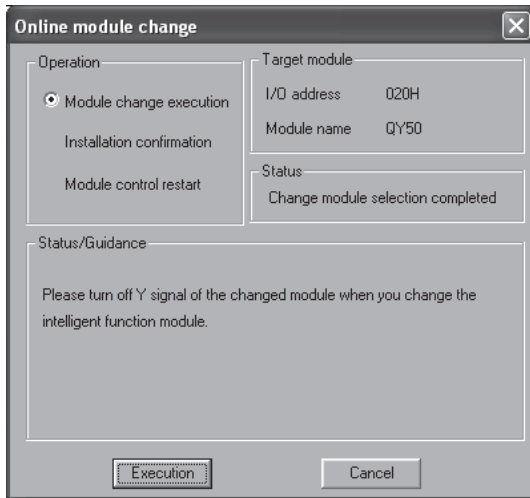 Online module change
Operation
Module change execution
Installation confirmation
Module control restart
Target module
I/O address 020H
Module name QY50
Status
Change module selection completed
Status/Guidance
Please turn off Y signal of the changed module when you change the
intelligent function module.
Execution
Cancel